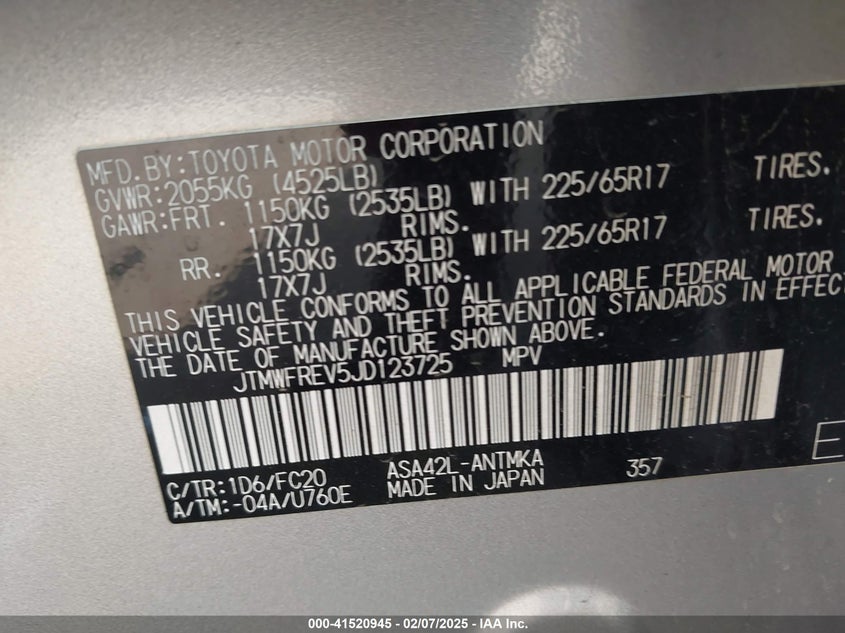 MFD. BY: TOYOTA MOTOR CORPORATION
GVWR: 2055KG (4525LB)
GAWR: FRT. 1150KG (2535LB) WITH 225/65R17 TIRES.
17X7J RIMS.
RR. 1150KG (2535LB) WITH 225/65R17 TIRES.
17X7J RIMS.
THIS VEHICLE CONFORMS TO ALL APPLICABLE FEDERAL MOTOR
VEHICLE SAFETY AND THEFT PREVENTION STANDARDS IN EFFECT
THE DATE OF MANUFACTURE SHOWN ABOVE.
JTMWFREV5JD123725 MPV
C/TR: 1D6/FC20 ASA42L-ANTMKA 357
A/TM: -04A/U760E MADE IN JAPAN
E
000-41520945 - 02/07/2025 - IAA Inc.